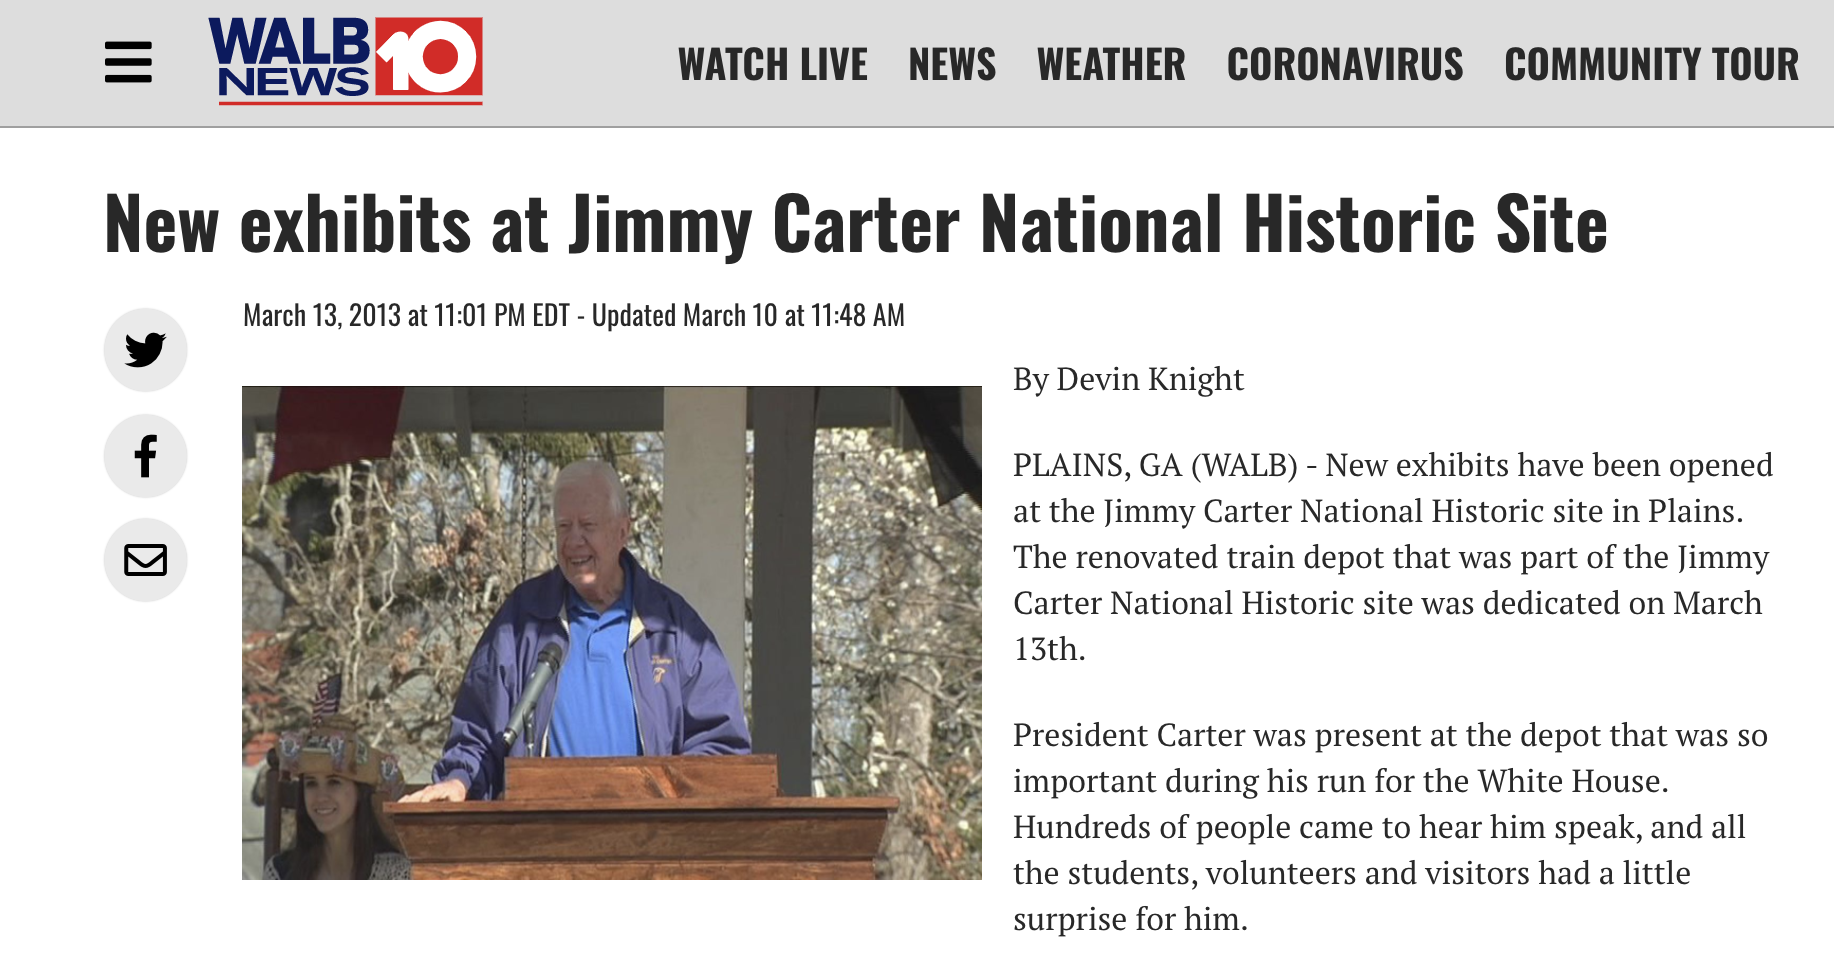 WALB
NEWS 10
WATCH LIVE NEWS WEATHER CORONAVIRUS COMMUNITY TOUR
New exhibits at Jimmy Carter National Historic Site
March 13, 2013 at 11:01 PM EDT - Updated March 10 at 11:48 AM
By Devin Knight
PLAINS, GA (WALB) - New exhibits have been opened
at the Jimmy Carter National Historic site in Plains.
The renovated train depot that was part of the Jimmy
Carter National Historic site was dedicated on March
13th.
President Carter was present at the depot that was so
important during his run for the White House.
Hundreds of people came to hear him speak, and all
the students, volunteers and visitors had a little
surprise for him.